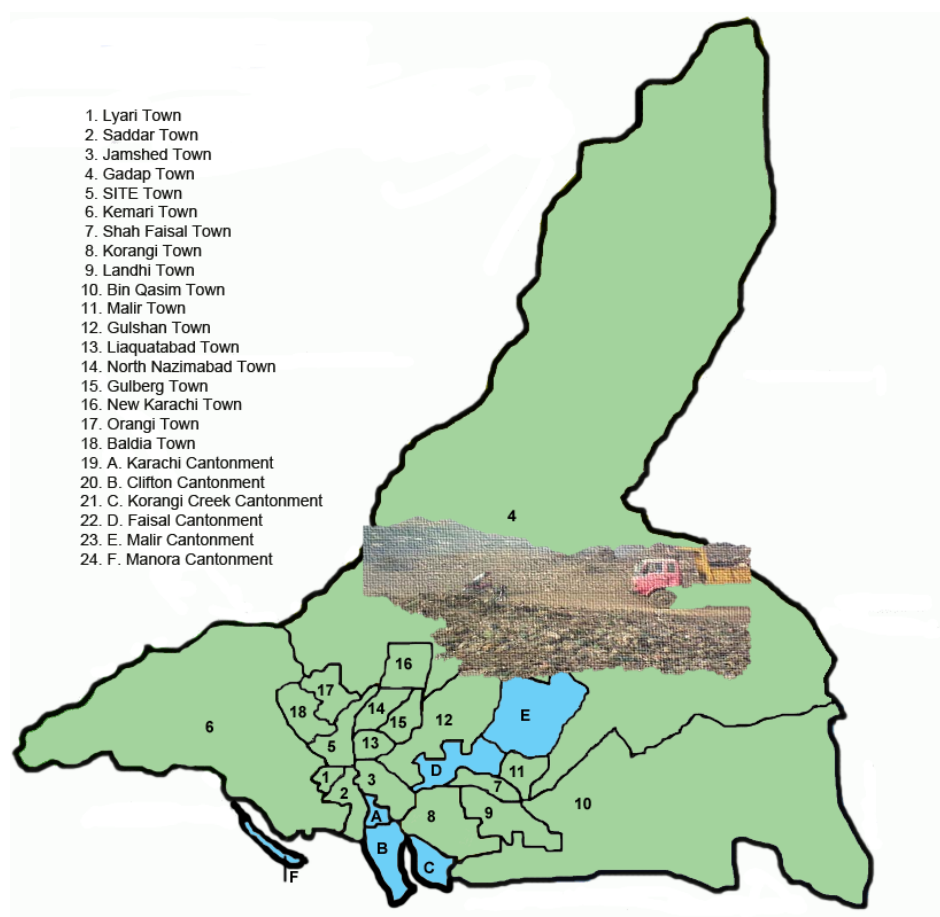 1. Lyari Town
2. Saddar Town
3. Jamshed Town
4. Gadap Town
5. SITE Town
6. Kemari Town
7. Shah Faisal Town
8. Korangi Town
9. Landhi Town
10. Bin Qasim Town
11. Malir Town
12. Gulshan Town
13. Liaquatabad Town
14. North Nazimabad Town
15. Gulberg Town
16. New Karachi Town
17. Orangi Town
18. Baldia Town
19. A. Karachi Cantonment
20. B. Clifton Cantonment
21. C. Korangi Creek Cantonment
22. D. Faisal Cantonment
23. E. Malir Cantonment
24. F. Manora Cantonment
4
16
17
18
14
15
12
E
6
5
13
D
11
1
2
3
7
10
A
8
9
B
C
F